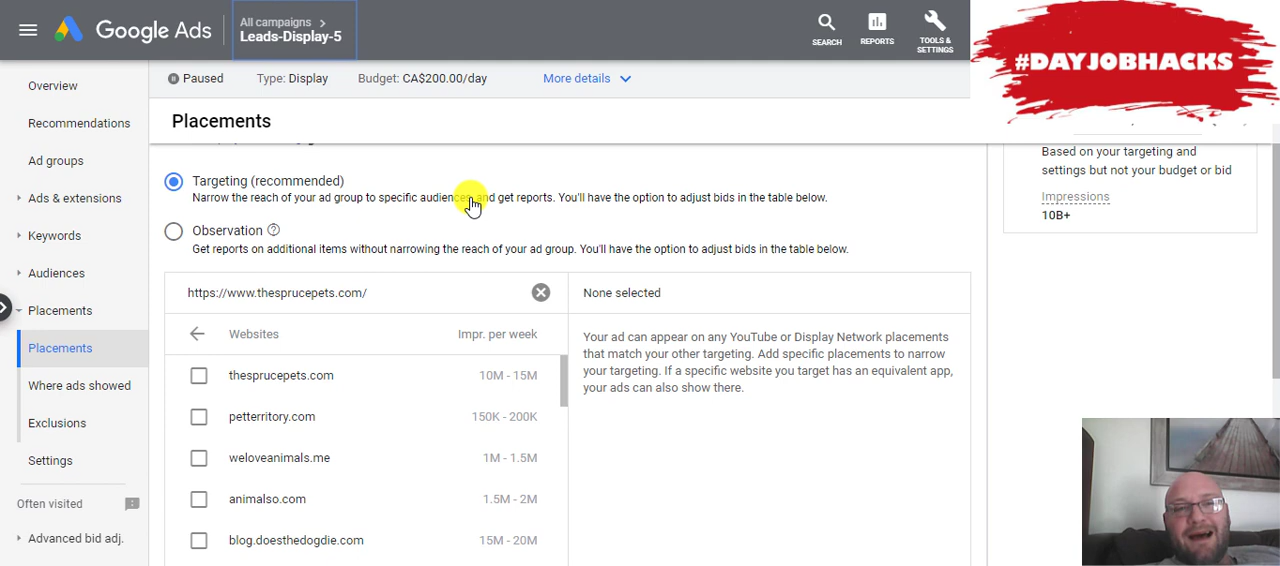 Google Ads
All campaigns
Leads-Display-5
SEARCH
REPORTS
TOOLS &
SETTINGS
#DAYJOBHACKS
Paused
Type: Display
Budget: CA$200.00/day
More details
Overview
Recommendations
Ad groups
Ads & extensions
Keywords
Audiences
Placements
Placements
Where ads showed
Exclusions
Settings
Often visited
Advanced bid adj.
Placements
Targeting (recommended)
Narrow the reach of your ad group to specific audiences, and get reports. You'll have the option to adjust bids in the table below.
Observation
Get reports on additional items without narrowing the reach of your ad group. You'll have the option to adjust bids in the table below.
https://www.thesprucepets.com/
None selected
Websites
Impr. per week
thesprucepets.com
10M - 15M
petterritory.com
150K - 200K
weloveanimals.me
1M - 1.5M
animalso.com
1.5M - 2M
blog.doesthedogdie.com
15M - 20M
Your ad can appear on any YouTube or Display Network placements
that match your other targeting. Add specific placements to narrow
your targeting. If a specific website you target has an equivalent app,
your ads can also show there.
Based on your targeting and
settings but not your budget or bid
Impressions
10B+